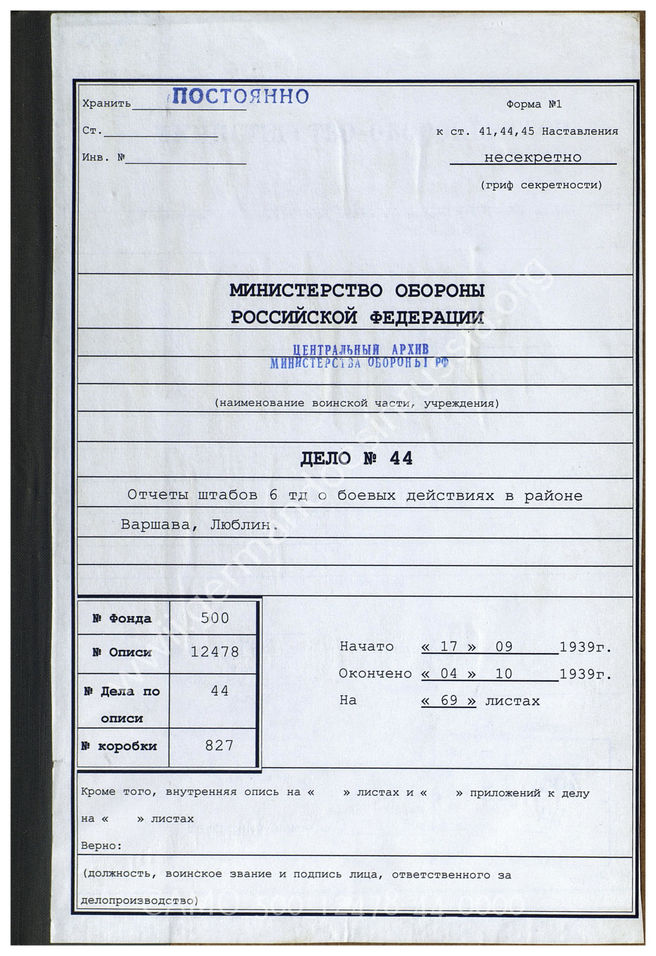 Хранить ПОСТОЯННО
Форма №1
Ст.
к ст. 41,44,45 Наставления
Инв. №
несекретно
(гриф секретности)
МИНИСТЕРСТВО ОБОРОНЫ
РОССИЙСКОЙ ФЕДЕРАЦИИ
ЦЕНТРАЛЬНЫЙ АРХИВ
МИНИСТЕРСТВА ОБОРОНЫ РФ
(наименование воинской части, учреждения)
ДЕЛО № 44
Отчеты штабов 6 тд о боевых действиях в районе
Варшава, Люблин.
№ Фонда 500
№ Описи 12478
№ Дела по описи 44
№ коробки 827
Начато « 17 » 09 1939г.
Окончено « 04 » 10 1939г.
На « 69 » листах
Кроме того, внутренняя опись на « » листах и « » приложений к делу
на « » листах
Верно:
(должность, воинское звание и подпись лица, ответственного за
делопроизводство)